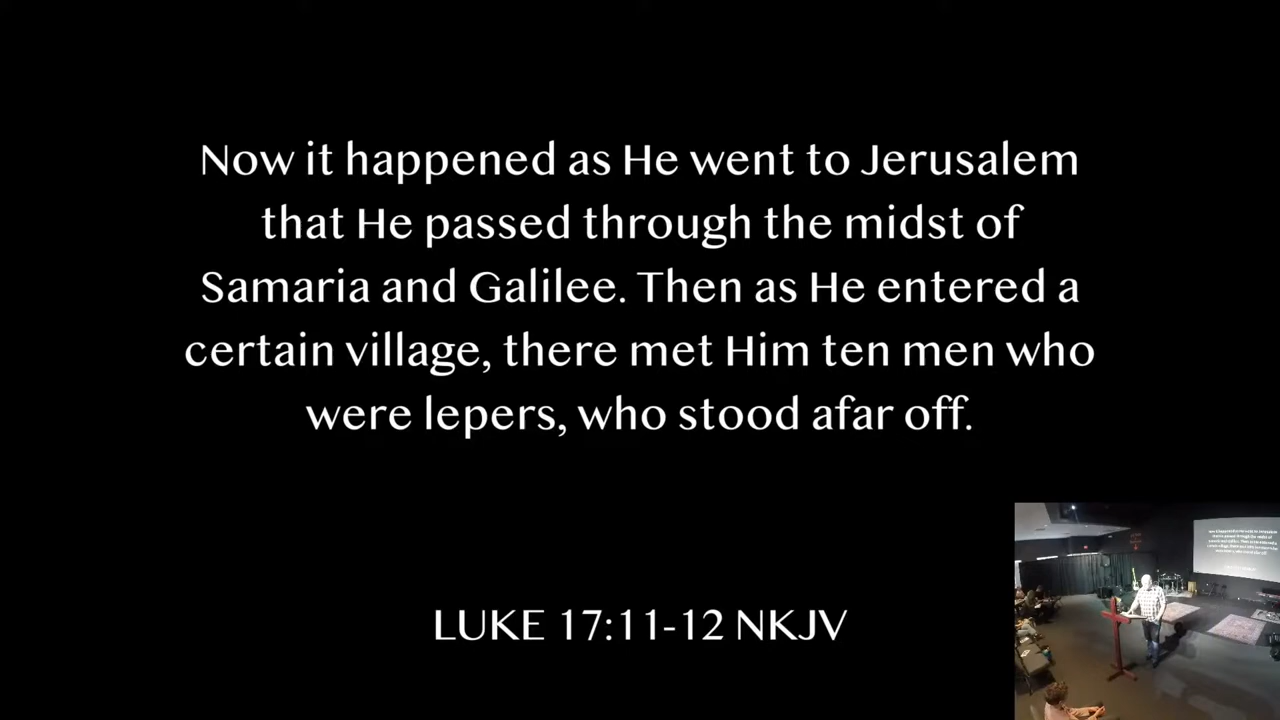 Now it happened as He went to Jerusalem
that He passed through the midst of
Samaria and Galilee. Then as He entered a
certain village, there met Him ten men who
were lepers, who stood afar off.
LUKE 17:11-12 NKJV